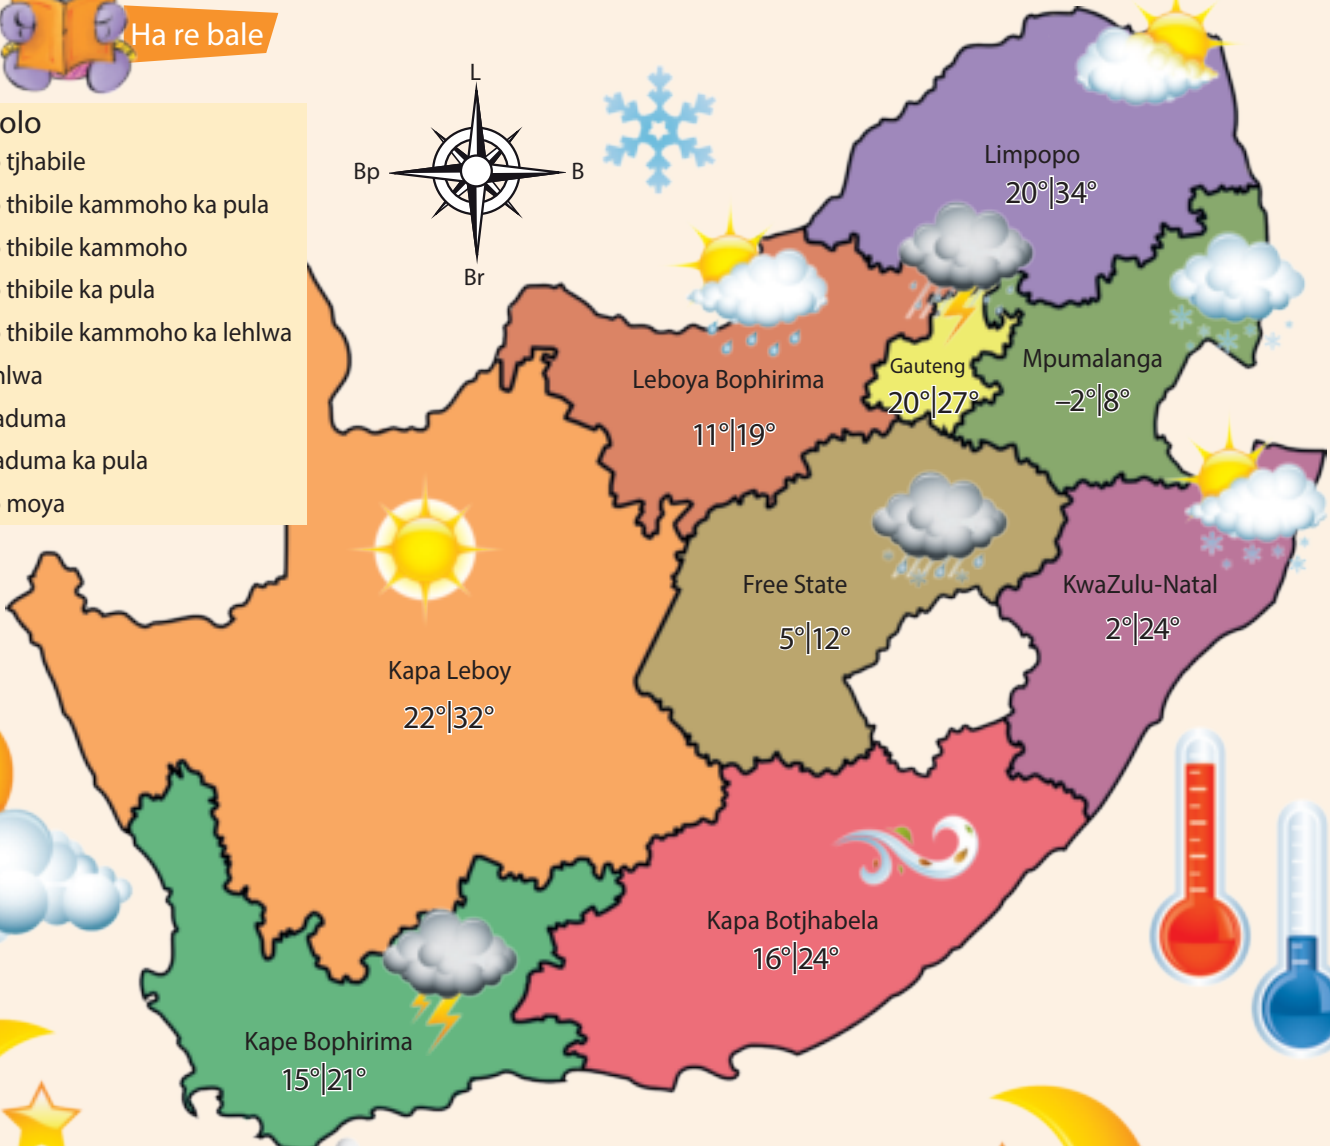 Ha re bale
olo
tjhabile
thibile kammoho ka pula
thibile kammoho
thibile ka pula
thibile kammoho ka lehlwa
hlwa
aduma
aduma ka pula
moya
L
Bp
B
Br
Limpopo
20°|34°
Leboya Bophirima
11°|19°
Gauteng
20°|27°
Mpumalanga
–2°|8°
Free State
5°|12°
KwaZulu-Natal
2°|24°
Kapa Leboy
22°|32°
Kapa Botjhabela
16°|24°
Kape Bophirima
15°|21°